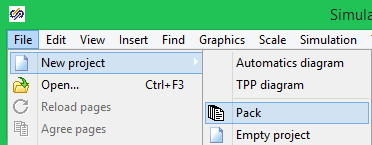 Simula
File Edit View Insert Find Graphics Scale Simulation
New project
Open... Ctrl+F3
Reload pages
Agree pages
Automatics diagram
TPP diagram
Pack
Empty project